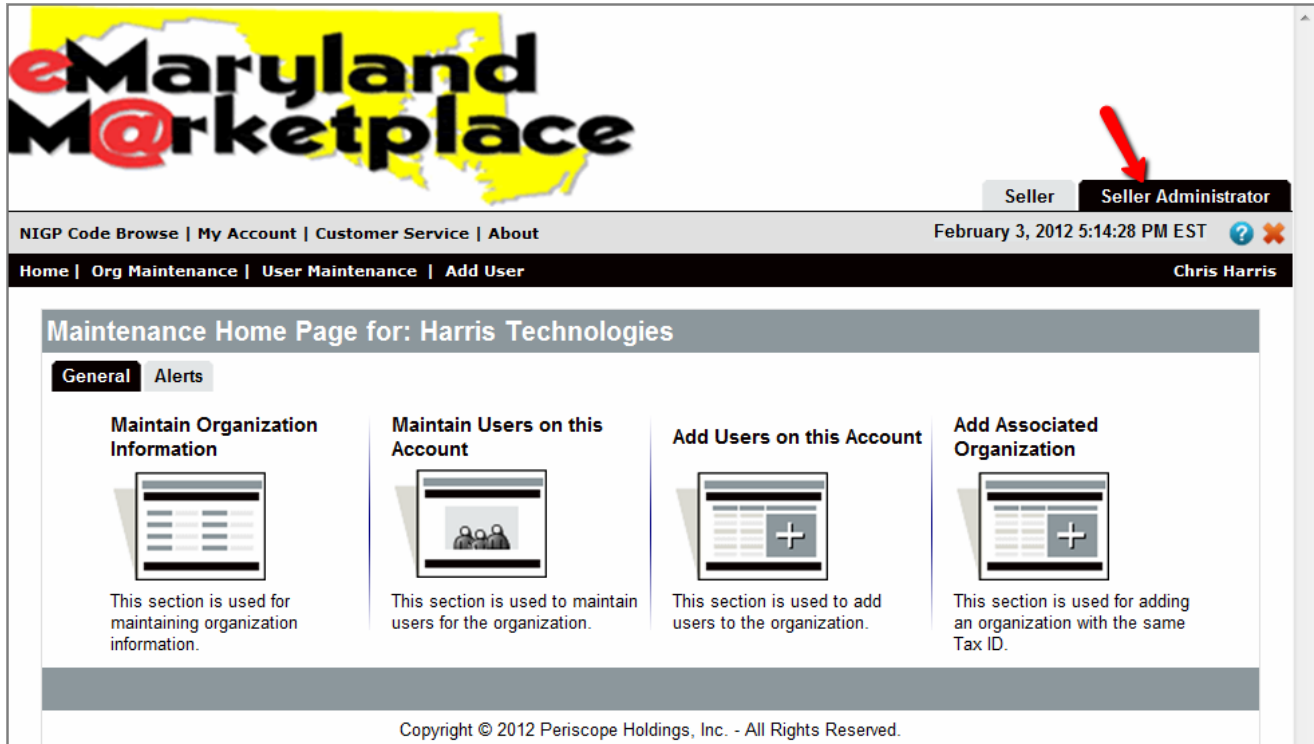 eMaryland
M@rketplace
Seller Seller Administrator
NIGP Code Browse | My Account | Customer Service | About
February 3, 2012 5:14:28 PM EST
Home | Org Maintenance | User Maintenance | Add User
Chris Harris
Maintenance Home Page for: Harris Technologies
General Alerts
Maintain Organization
Information
This section is used for
maintaining organization
information.
Maintain Users on this
Account
This section is used to maintain
users for the organization.
Add Users on this Account
This section is used to add
users to the organization.
Add Associated
Organization
This section is used for adding
an organization with the same
Tax ID.
Copyright © 2012 Periscope Holdings, Inc. - All Rights Reserved.